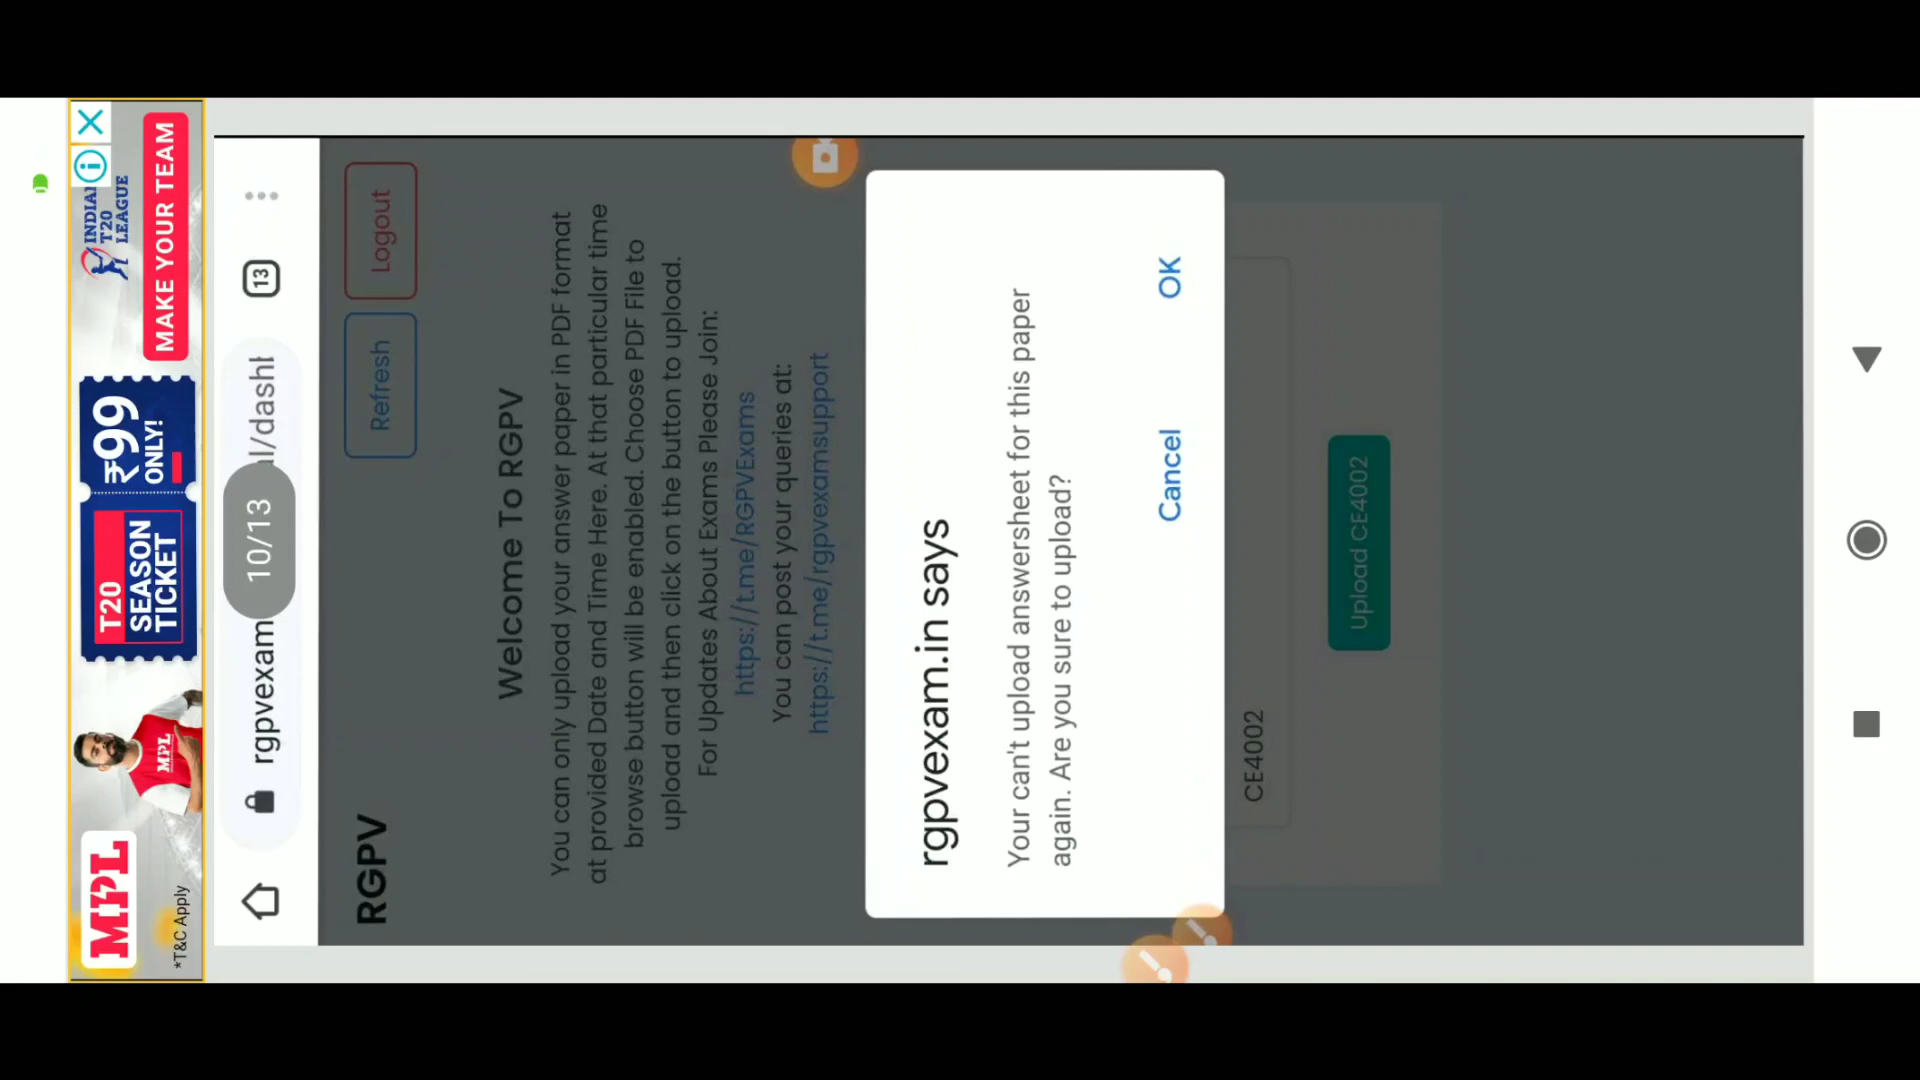 MPL
*T&C Apply
MPL
T20
SEASON
TICKET
₹99
ONLY!
INDIAN
T20
LEAGUE
MAKE YOUR TEAM
rgpvexam
al/dashl
10/13
13
RGPV
Refresh
Logout
Welcome To RGPV
You can only upload your answer paper in PDF format
at provided Date and Time Here. At that particular time
browse button will be enabled. Choose PDF File to
upload and then click on the button to upload.
For Updates About Exams Please Join:
https://t.me/RGPVExams
You can post your queries at:
https://t.me/rgpvexamsupport
rgpvexam.in says
Your can't upload answersheet for this paper
again. Are you sure to upload?
Cancel
OK
CE4002
Upload CE4002